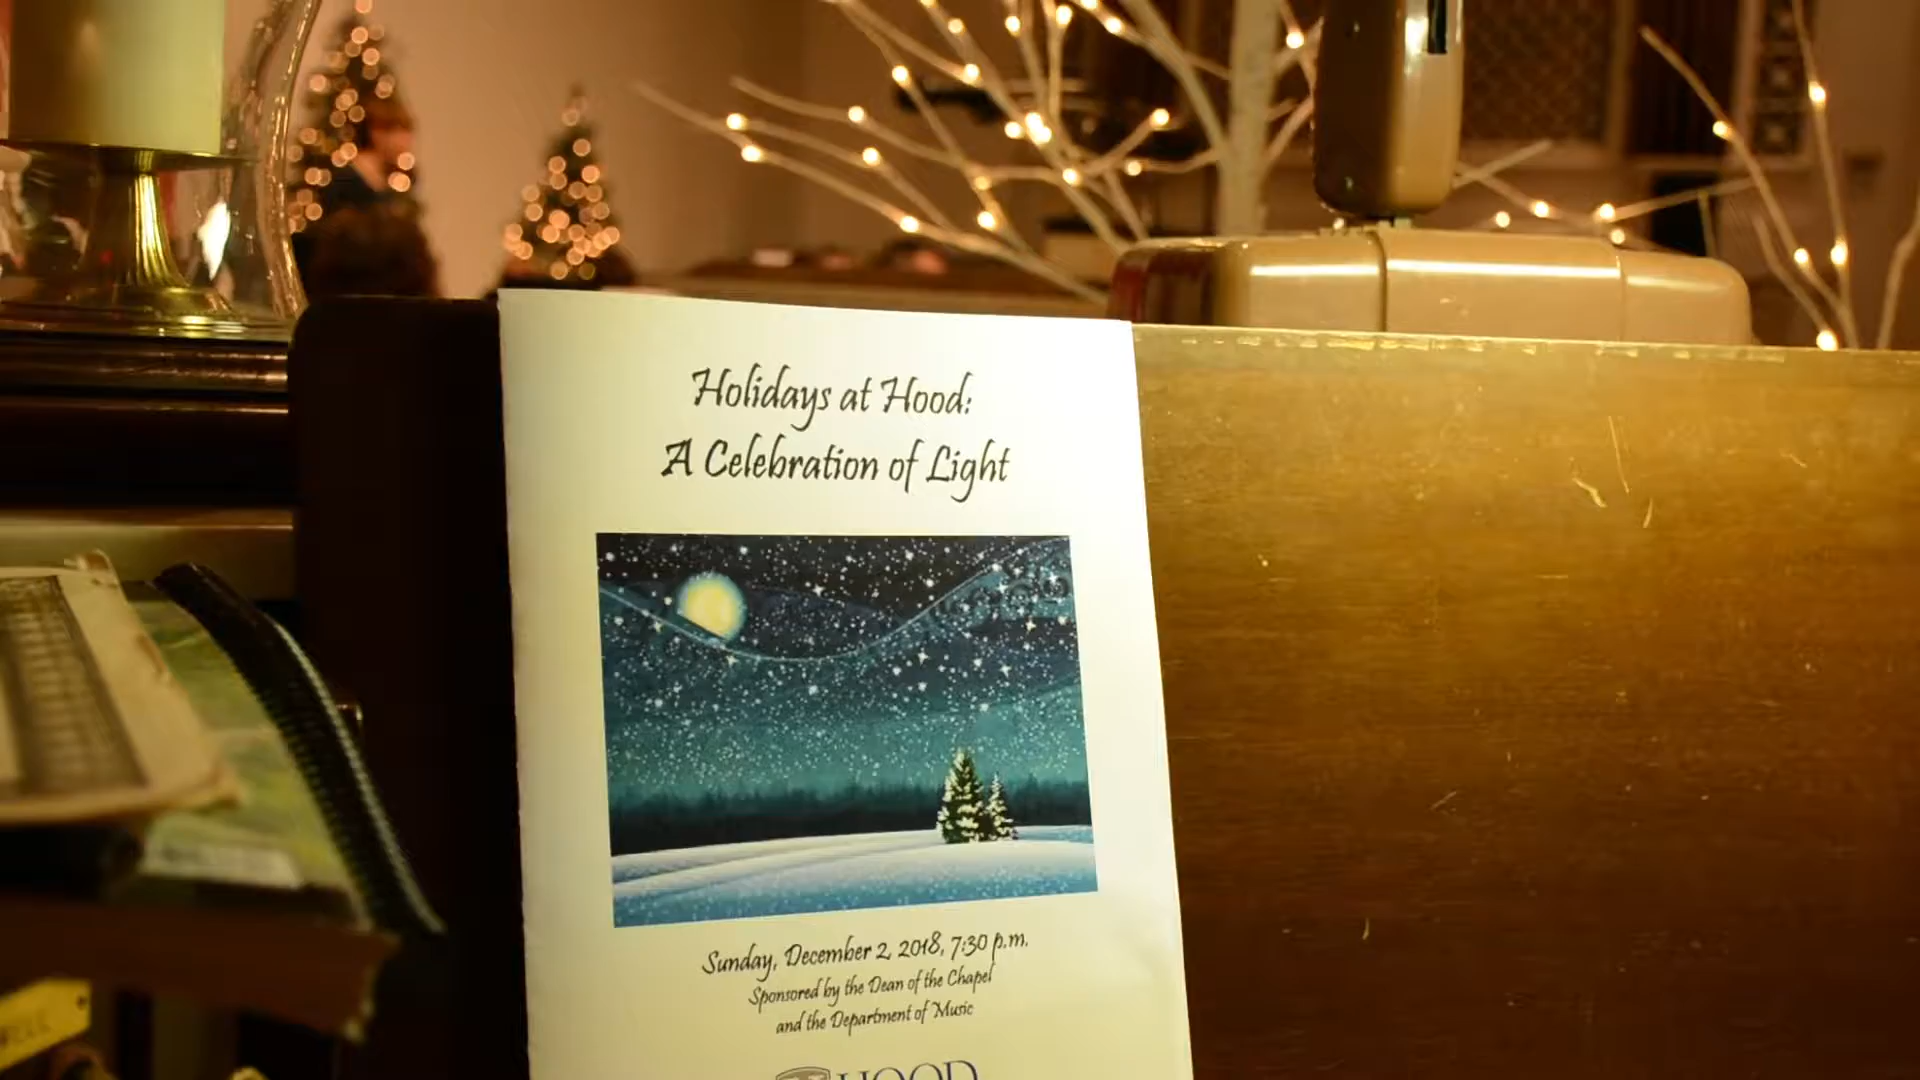 Holidays at Hood:
A Celebration of Light
Sunday, December 2, 2018, 7:30 p.m.
Sponsored by the Dean of the Chapel
and the Department of Music
HOOD